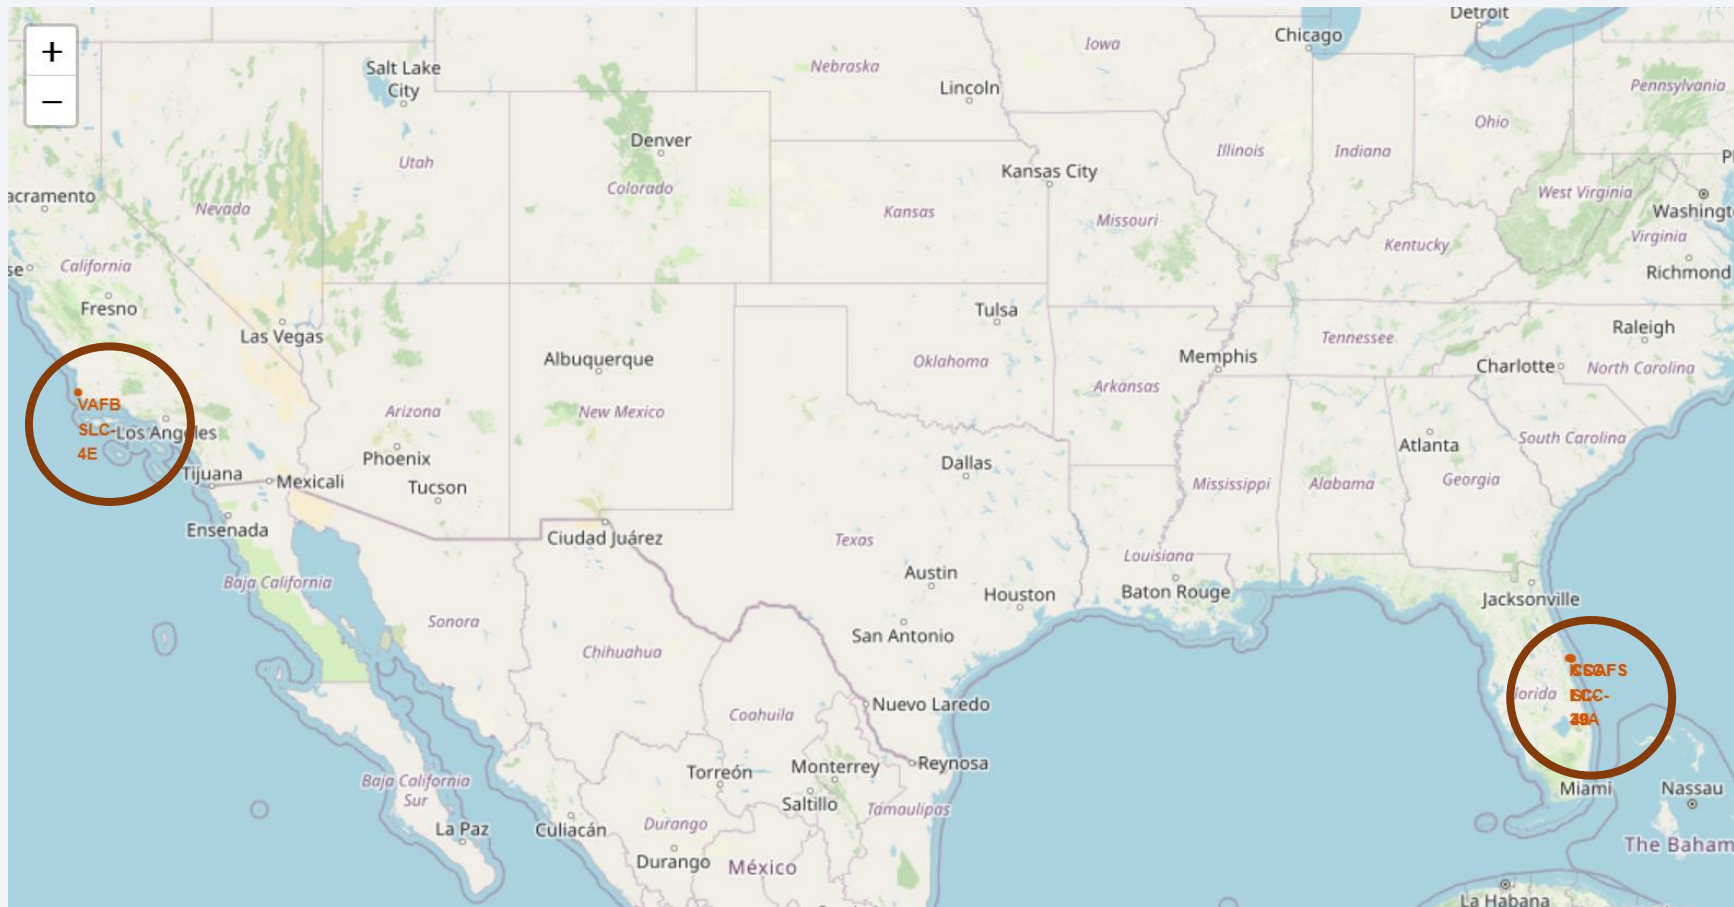 Detroit
Chicago
+
Iowa
Salt Lake
City
Nebraska
Lincoln
Pennsylvania
−
Ohio
Denver
Utah
Colorado
Illinois
Indiana
Kansas City
acramento
Nevada
Kansas
Missouri
West Virginia
Washingt
Kentucky
Virginia
se
California
Richmond
Fresno
Tulsa
Las Vegas
Raleigh
Tennessee
Albuquerque
Oklahoma
Memphis
Charlotte
North Carolina
Arkansas
VAFB
SLC-
4E
Los Angeles
Arizona
New Mexico
South Carolina
Atlanta
Phoenix
Dallas
Tijuana
Mexicali
Tucson
Mississippi
Alabama
Georgia
Ensenada
Ciudad Juárez
Texas
Louisiana
Baja California
Austin
Houston
Baton Rouge
Jacksonville
Sonora
San Antonio
Chihuahua
lorida
Coahuila
Nuevo Laredo
Torreón
Monterrey
Reynosa
Baja California
Sur
Saltillo
Tamaulipas
Miami
Nassau
La Paz
Culiacán
Durango
Durango
México
The Baham
La Habana